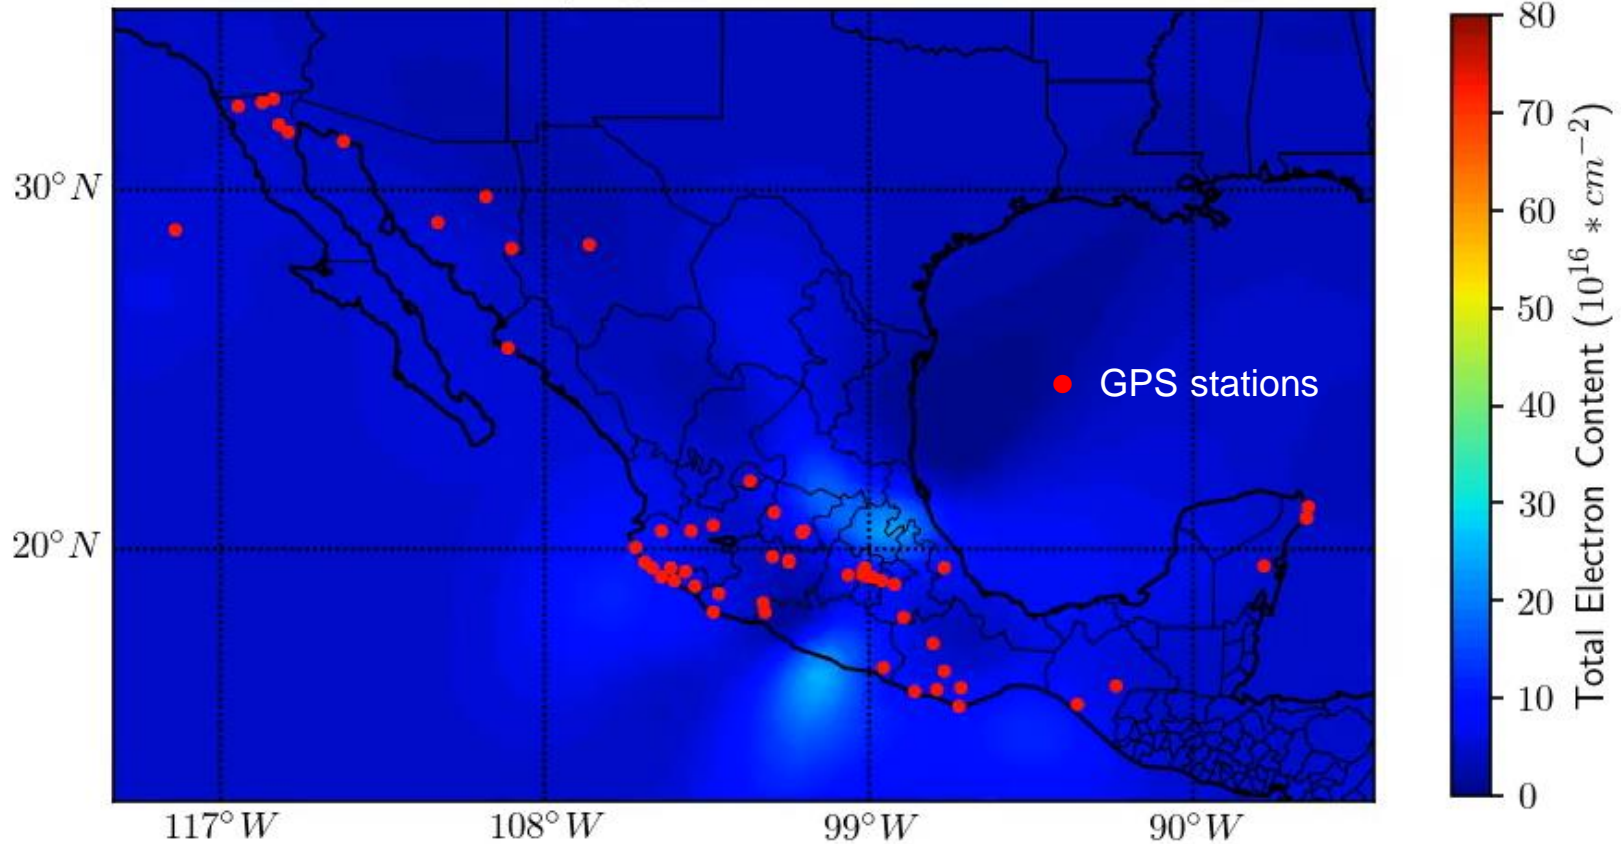 80
70
60
50
40
30
20
10
0
Total Electron Content (10^16 * cm^−2)
30°N
20°N
GPS stations
117°W
108°W
99°W
90°W